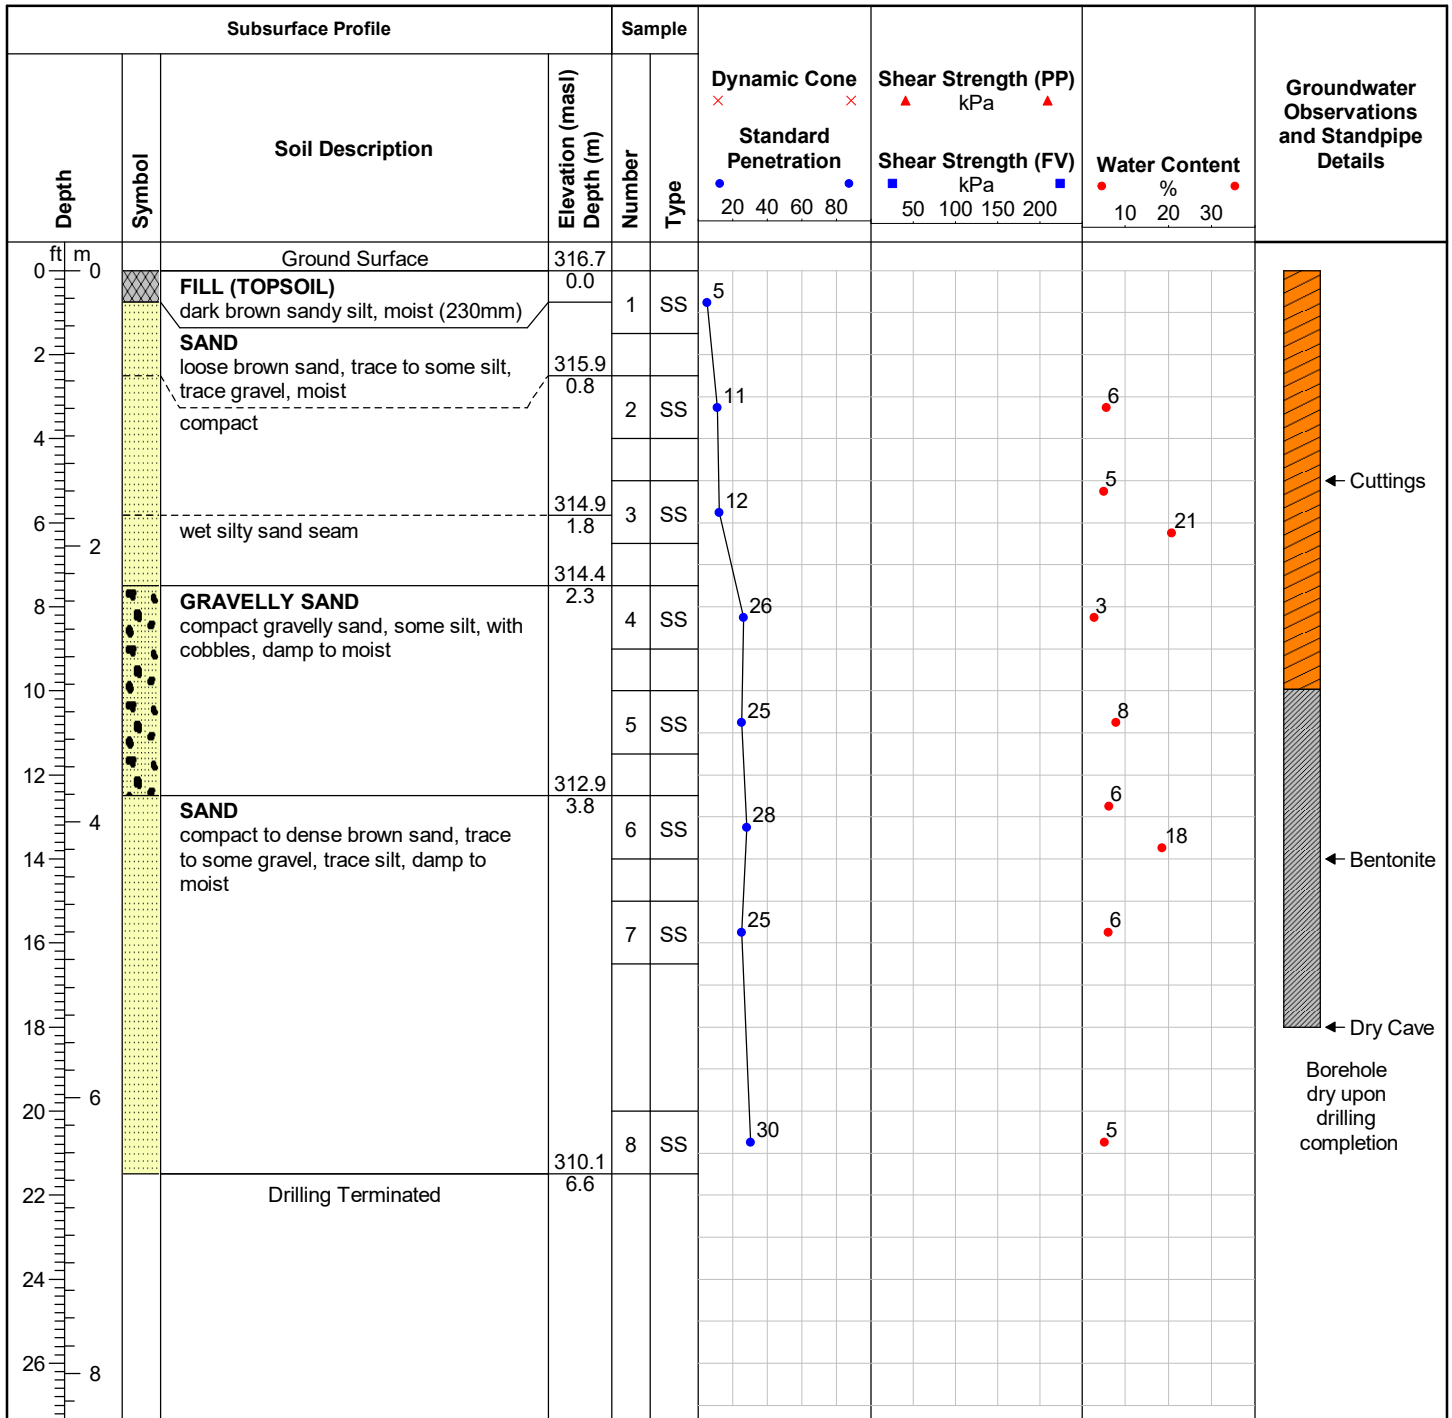 Subsurface Profile
Sample
Depth
Symbol
Soil Description
Elevation (masl)
Depth (m)
Number
Type
Dynamic Cone
Standard
Penetration
20 40 60 80
Shear Strength (PP)
kPa
Shear Strength (FV)
kPa
50 100 150 200
Water Content
%
10 20 30
Groundwater
Observations
and Standpipe
Details
ft m
0 0
2
4
6
2
8
10
12
4
14
16
18
6
20
22
24
26
8
Ground Surface
316.7
0.0
FILL (TOPSOIL)
dark brown sandy silt, moist (230mm)
SAND
loose brown sand, trace to some silt,
trace gravel, moist
315.9
0.8
compact
314.9
1.8
wet silty sand seam
314.4
2.3
GRAVELLY SAND
compact gravelly sand, some silt, with
cobbles, damp to moist
312.9
3.8
SAND
compact to dense brown sand, trace
to some gravel, trace silt, damp to
moist
310.1
6.6
Drilling Terminated
1 SS
2 SS
3 SS
4 SS
5 SS
6 SS
7 SS
8 SS
5
11
12
26
25
28
25
30
6
5
21
3
8
6
18
6
5
Cuttings
Bentonite
Dry Cave
Borehole
dry upon
drilling
completion